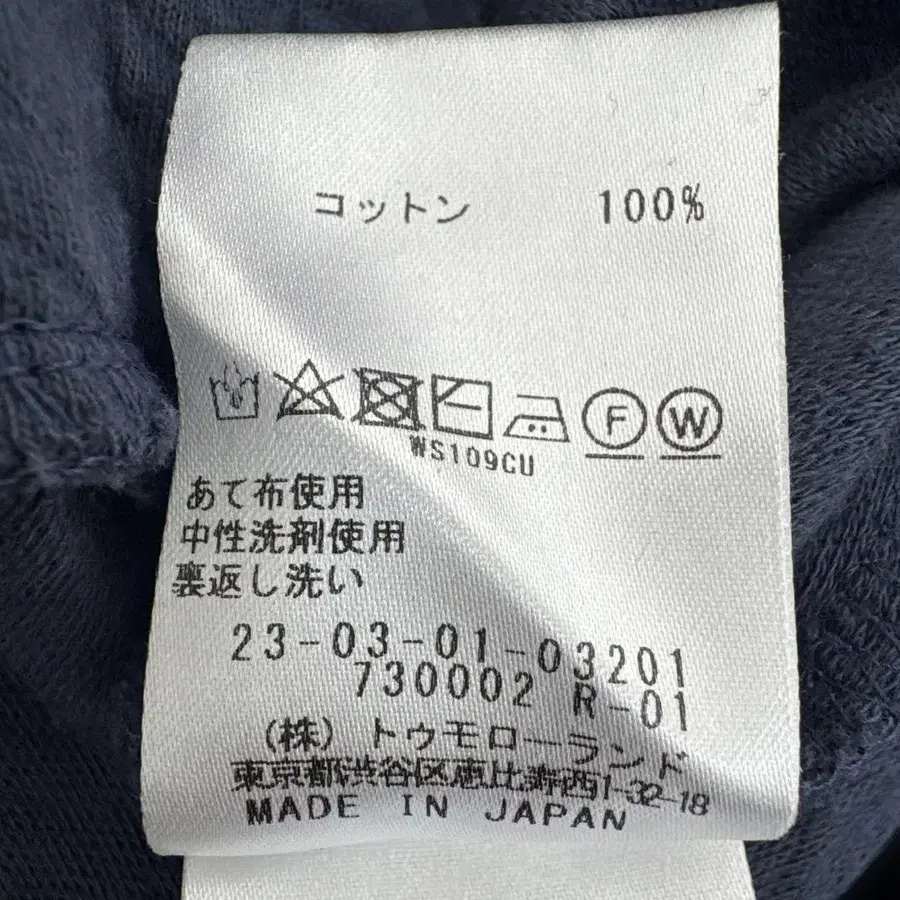 コットン 100%
F W
WS109CU
あて布使用
中性洗剤使用
裏返し洗い
23-03-01-03201
730002 R-01
(株) トゥモローランド
東京都渋谷区恵比寿西1-32-18
MADE IN JAPAN